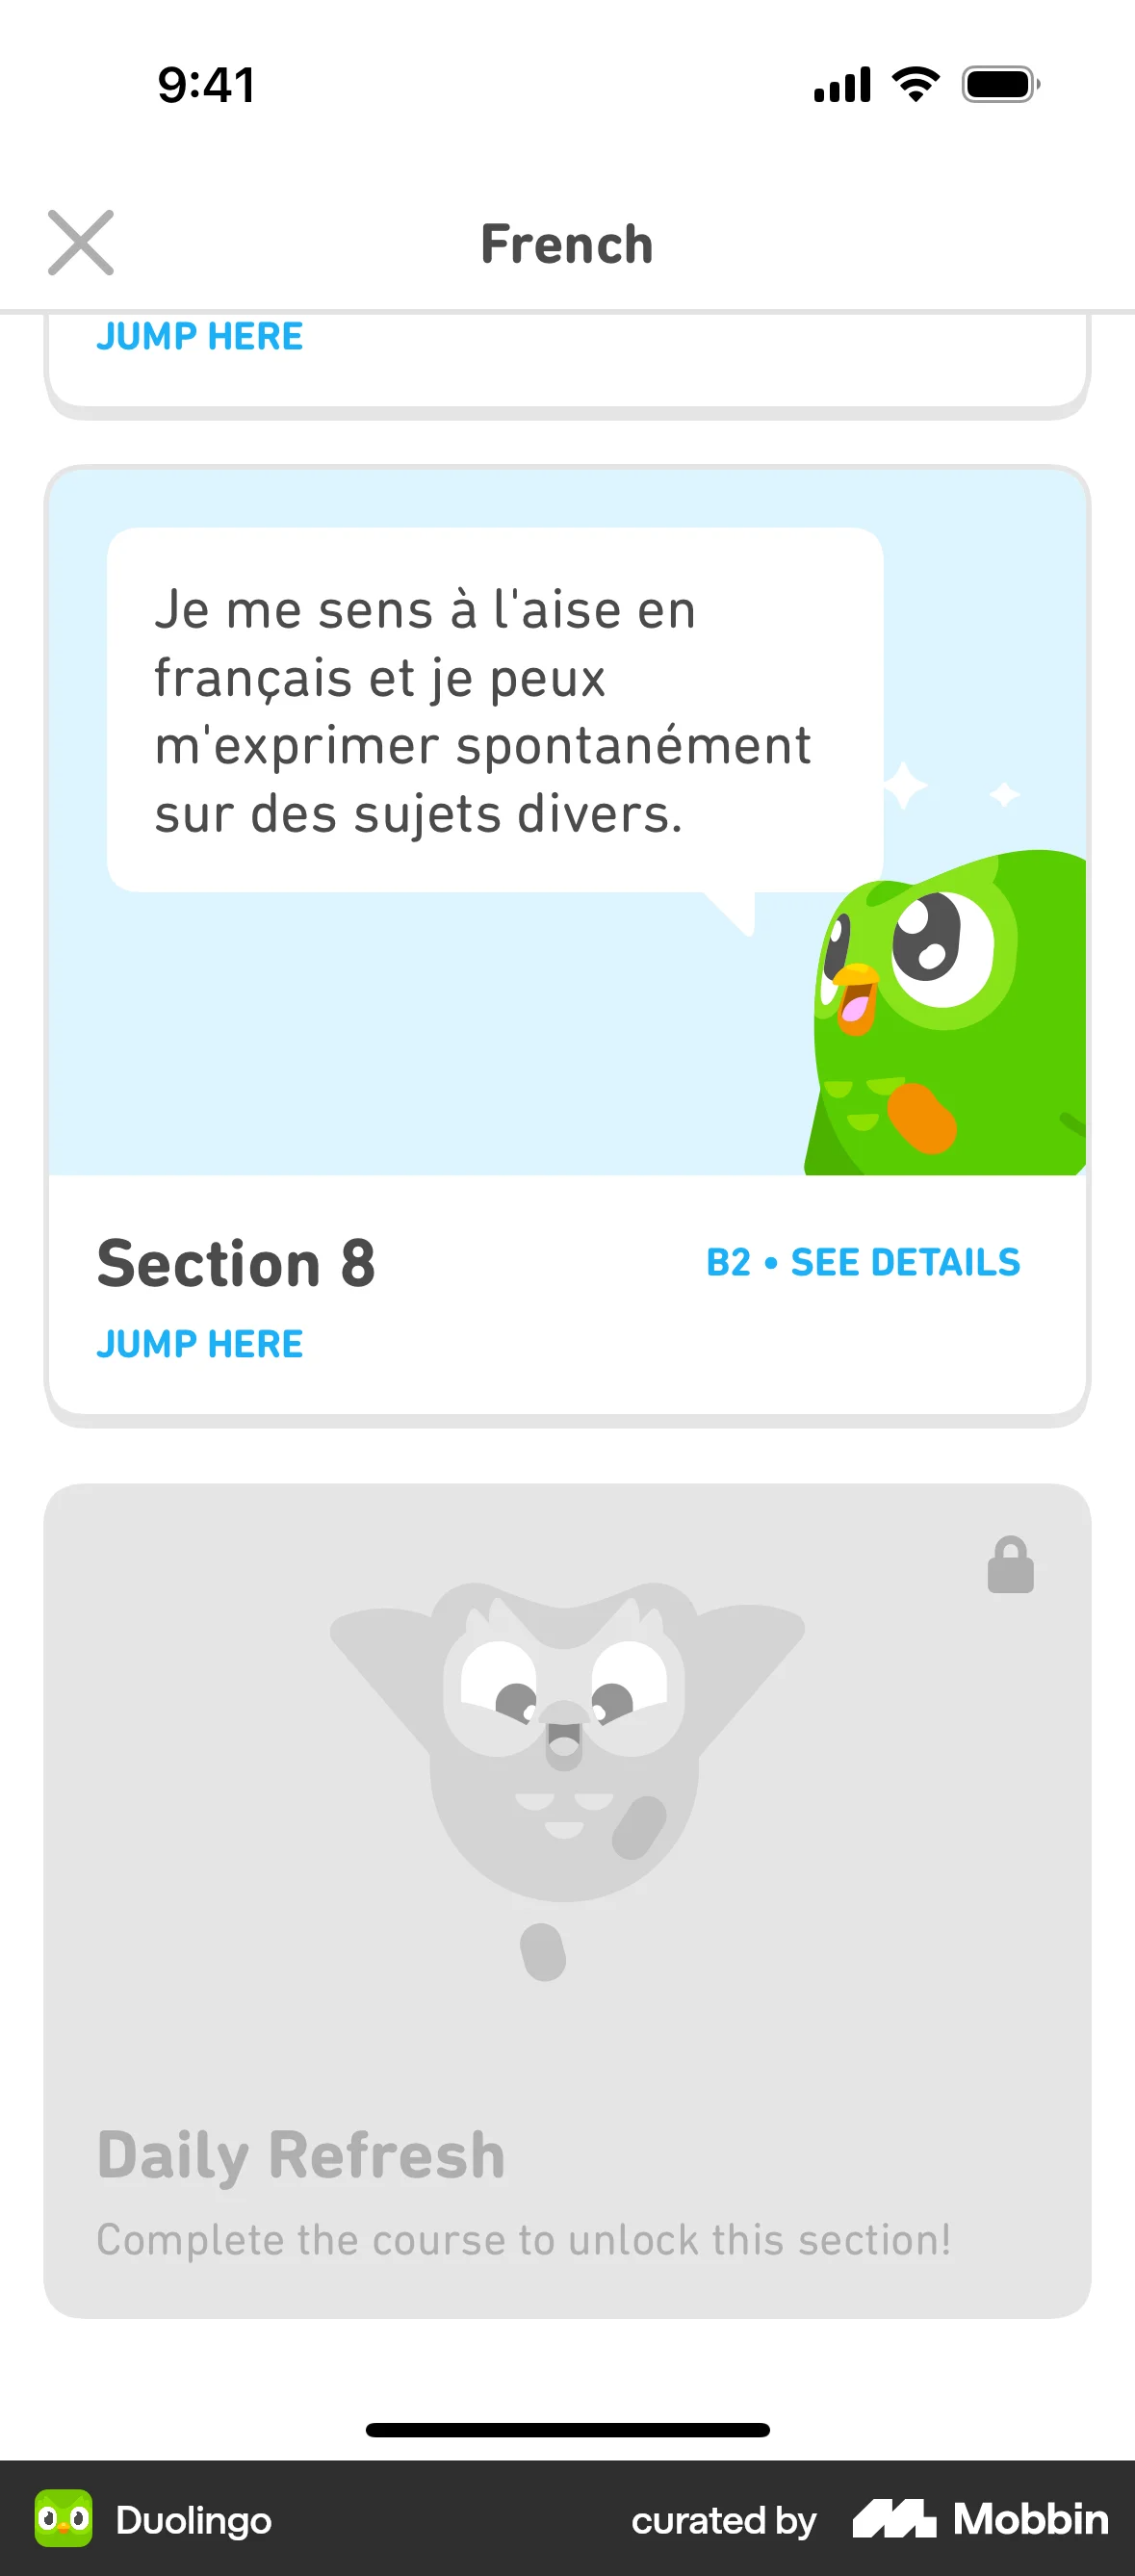 9:41
French
JUMP HERE
Je me sens à l'aise en
français et je peux
m'exprimer spontanément
sur des sujets divers.
Section 8
B2 • SEE DETAILS
JUMP HERE
Daily Refresh
Complete the course to unlock this section!
Duolingo
curated by Mobbin